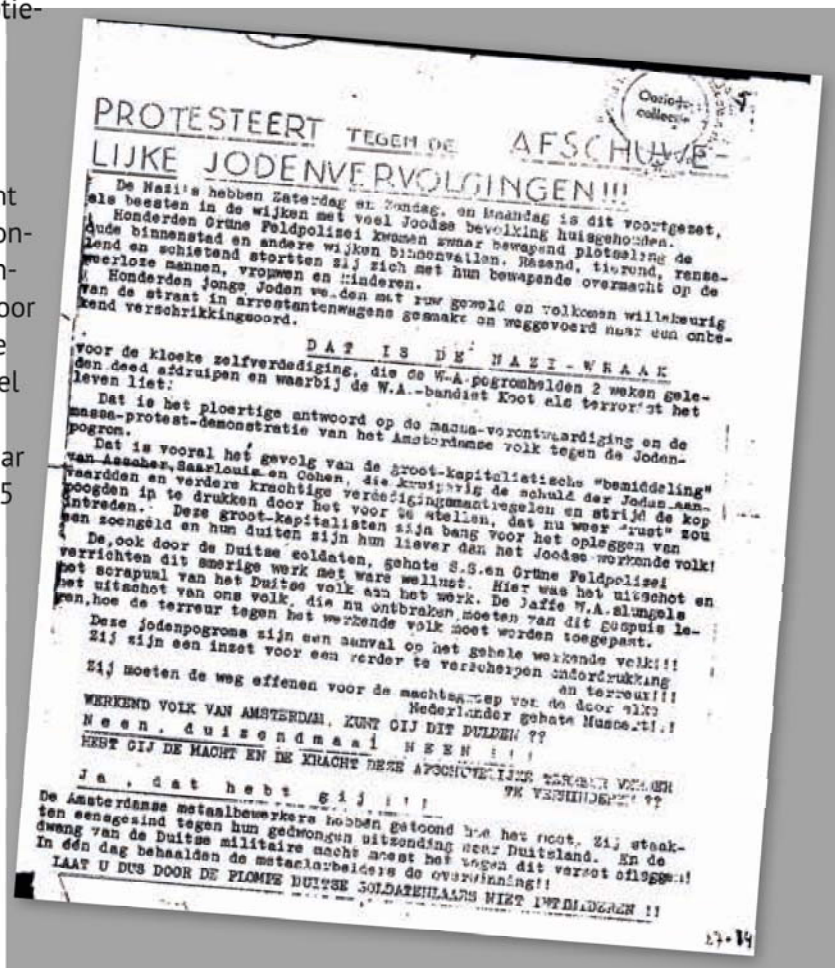 tie-
nt
on-
n-
oor
e
el
ar
5
Oorlogs-
collectie
PROTESTEERT TEGEN DE AFSCHUWE-
LIJKE JODENVERVOLGINGEN!!!
De Nazi's hebben Zaterdag en Zondag, en Maandag is dit voortgezet,
als beesten in de wijken met veel Joodse bevolking huisgehouden.
Honderden Grüne Feldpolizei kwamen zwaar bewapend plotseling de
oude binnenstad en andere wijken binnenvallen. Razend, tierend, ranse-
lend en schietend stortten zij zich met hun bewapende overmacht op de
weerloze mannen, vrouwen en kinderen.
Honderden jonge Joden werden met ruw geweld en volkomen willekeurig
van de straat in arrestantenwagens gesmakt en weggevoerd naar een onbe-
kend verschrikkingsoord.
DAT IS DE NAZI-WRAAK
voor de kloeke zelfverdediging, die de W.A-pogromhelden 2 weken gele-
den deed afdruipen en waarbij de W.A.-bandiet Koot als terrorist het
leven liet:
Dat is het ploertige antwoord op de massa-verontwaardiging en de
massa-protest-demonstratie van het Amsterdamse volk tegen de Joden-
pogrom.
Dat is vooral het gevolg van de groot-kapitalistische "bemiddeling"
van Asscher, Saarlouis en Cohen, die kruiperig de schuld der Joden aan-
vaardden en verdere krachtige verdedigingsmaatregelen en strijd de kop
poogden in te drukken door het voor te stellen, dat nu weer "rust" zou
intreden. Deze groot-kapitalisten zijn bang voor het opleggen van
een zoengeld en hun duiten zijn hun liever dan het Joodse werkende volk!
De, ook door de Duitse soldaten, gehate S.S. en Grüne Feldpolizei
verrichten dit smerige werk met ware wellust. Hier was het uitschot en
het scrapuul van het Duitse volk aan het werk. De laffe W.A. slungels
het uitschot van ons volk, die nu ontbraken, moeten van dit gespuis le-
ren, hoe de terreur tegen het werkende volk moet worden toegepast.
Deze jodenpogroms zijn een aanval op het gehele werkende volk!!!
Zij zijn een inzet voor een verder te verscherpen onderdrukking
en terreur!!!
Zij moeten de weg effenen voor de machtsgreep van de door elke
Nederlander gehate Mussert!.!
WERKEND VOLK VAN AMSTERDAM, KUNT GIJ DIT DULDEN ??
Neen, duizendmaal NEEN !!!
HEBT GIJ DE MACHT EN DE KRACHT DEZE AFSCHUWELIJKE TERREUR VERDER
TE VERHINDEREN ??
Ja, dat hebt gij !!!
De Amsterdamse metaalbewerkers hebben getoond hoe het moet. Zij staak-
ten eensgezind tegen hun gedwongen uitzending naar Duitsland. En de
dwang van de Duitse militaire macht moest het tegen dit verzet afleggen!
In één dag behaalden de metaalarbeiders de overwinning!!
LAAT U DUS DOOR DE PLOMPE DUITSE SOLDATENLAARS NIET INTIMIDEREN !!